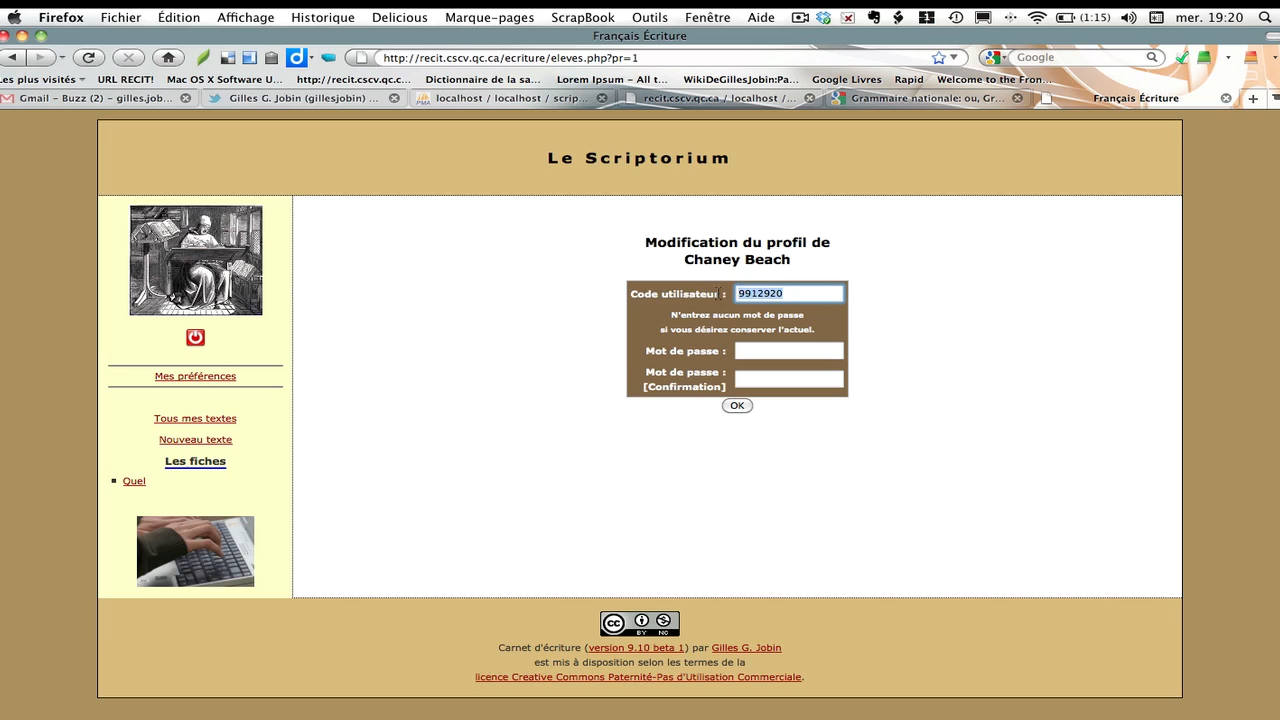 Firefox Fichier Édition Affichage Historique Delicious Marque-pages ScrapBook Outils Fenêtre Aide (1:15) mer. 19:20
Français Écriture
http://recit.cscv.qc.ca/ecriture/eleves.php?pr=1 Google
Les plus visités URL RECIT! Mac OS X Software U... http://recit.cscv.qc.c... Dictionnaire de la sa... Lorem Ipsum - All t... WikiDeGillesJobin:Pa... Google Livres Rapid Welcome to the Fron...
Gmail - Buzz (2) - gilles.job... Gilles G. Jobin (gillesjobin) ... localhost / localhost / scrip... recit.cscv.qc.ca / localhost /... Grammaire nationale: ou, Gr... Français Écriture
Le Scriptorium
Modification du profil de
Chaney Beach
Code utilisateur : 9912920
N'entrez aucun mot de passe
si vous désirez conserver l'actuel.
Mot de passe :
Mot de passe :
[Confirmation]
OK
Mes préférences
Tous mes textes
Nouveau texte
Les fiches
Quel
CC BY NC
Carnet d'écriture (version 9.10 beta 1) par Gilles G. Jobin
est mis à disposition selon les termes de la
licence Creative Commons Paternité-Pas d'Utilisation Commerciale.